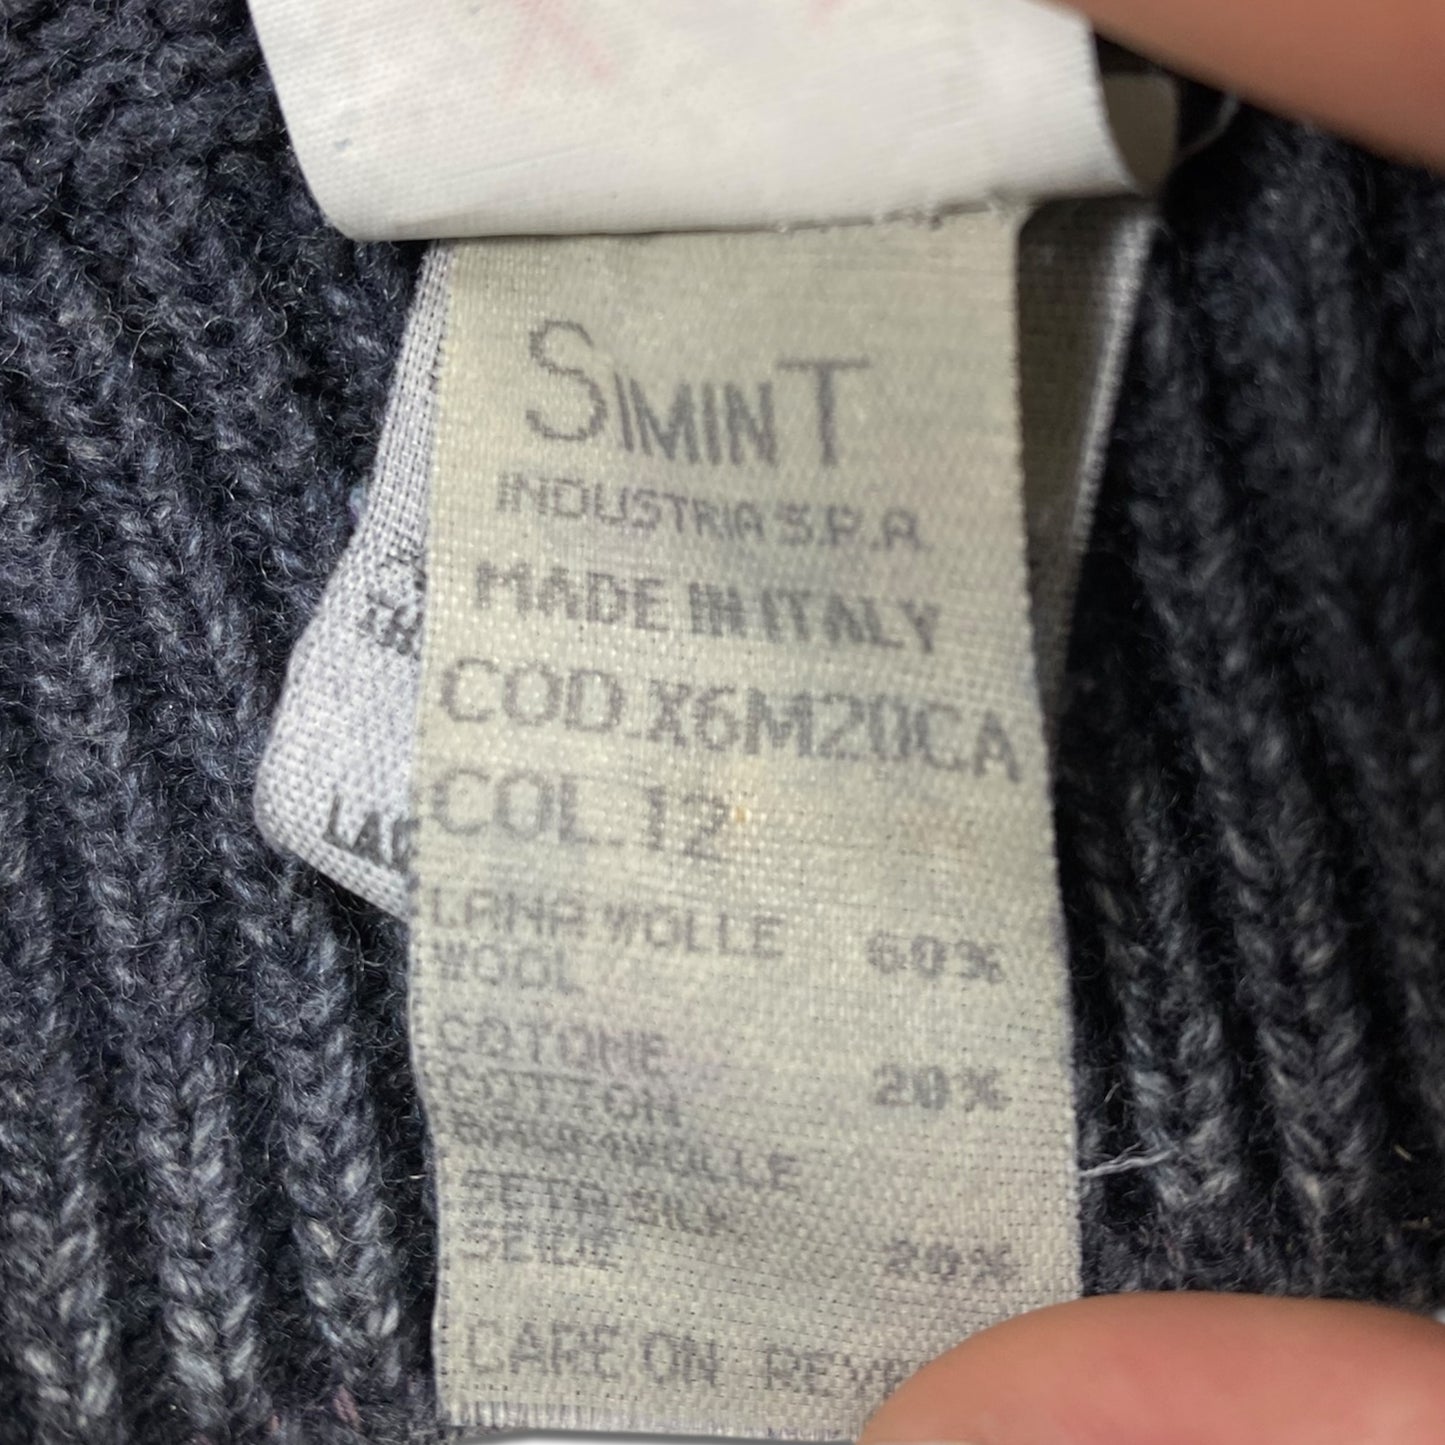 SIMINT
INDUSTRIA S.P.A.
MADE IN ITALY
COD.X6M20CA
COL.12
LANA WOLLE
WOOL 60%
COTONE
COTTON 20%
BAUMWOLLE
SETA SILK
SEIDE 20%
CARE ON
LA